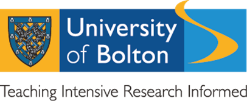 University
of Bolton
Teaching Intensive Research Informed